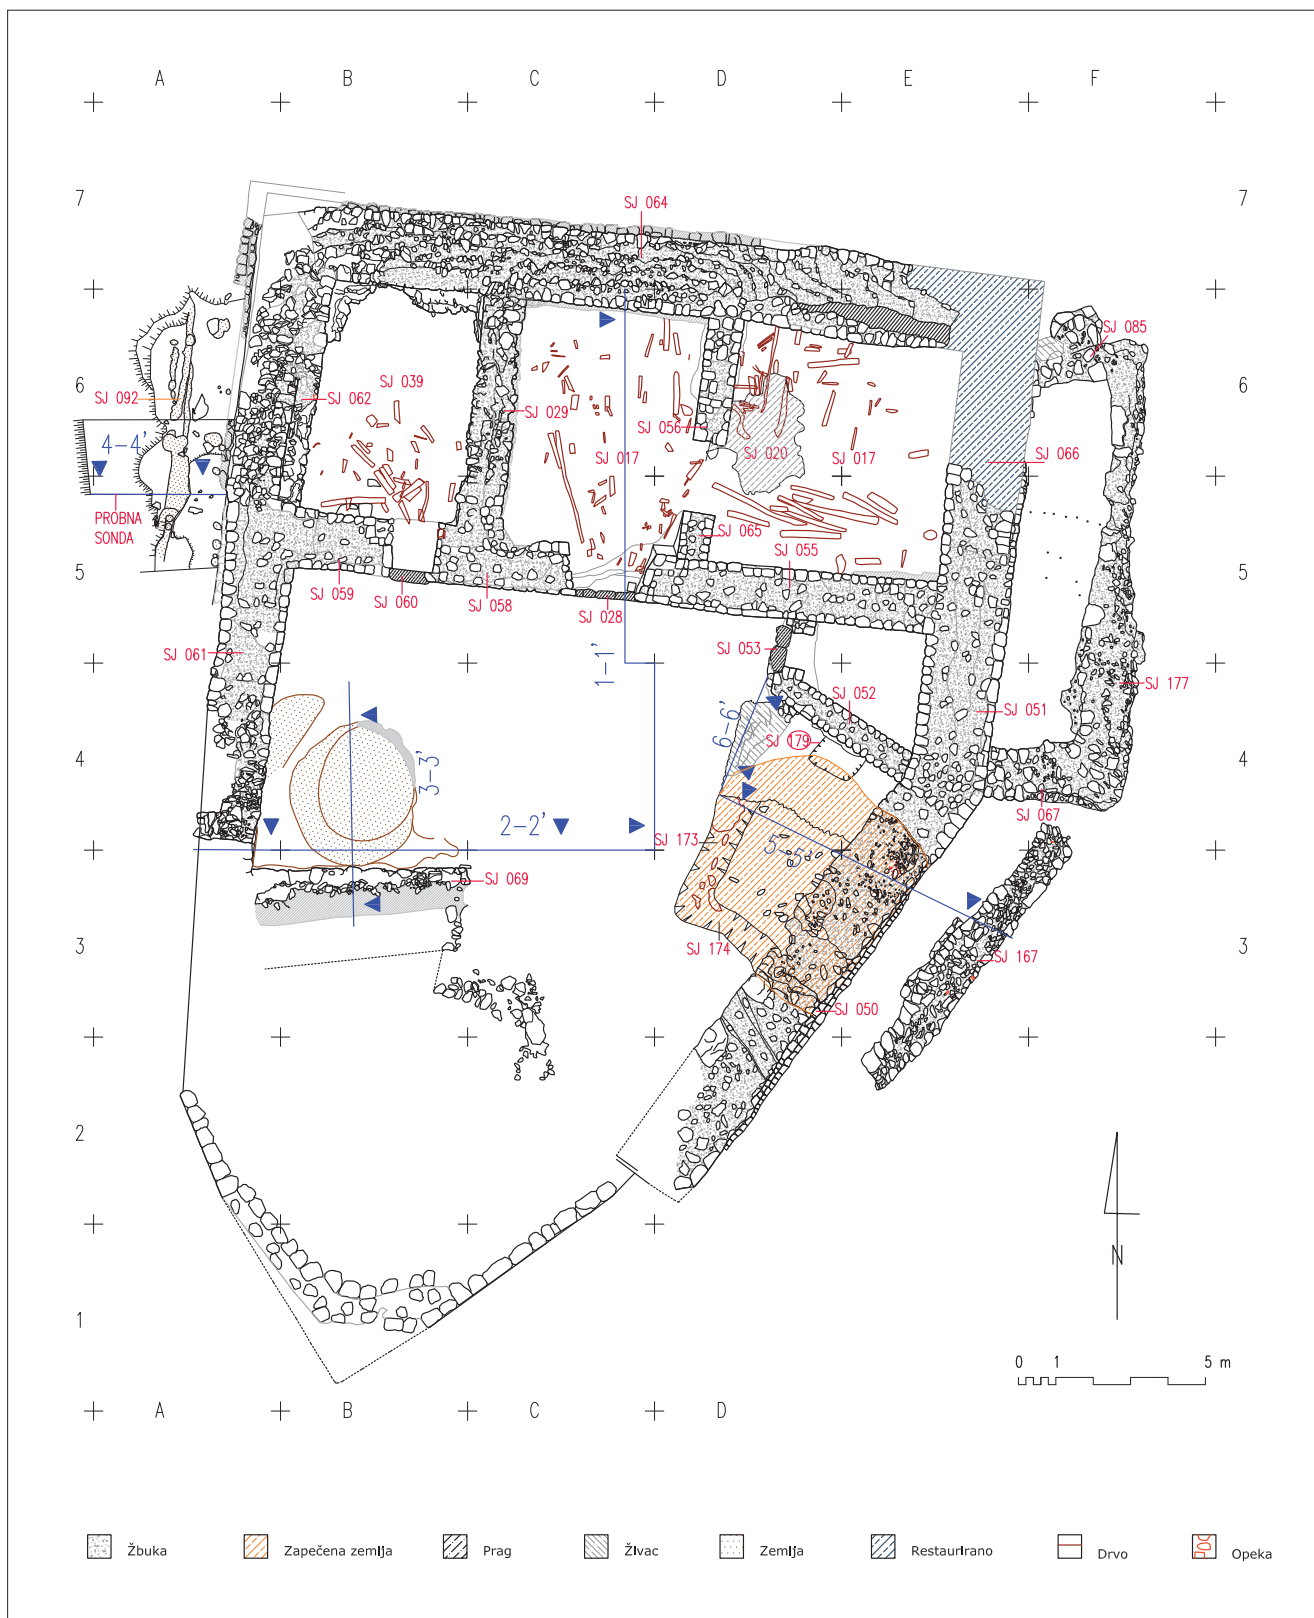 A B C D E F
7 7
SJ 064
SJ 085
6 6
SJ 039
SJ 092
SJ 062
SJ 029
SJ 056
4-4'
SJ 017
SJ 020
SJ 017
SJ 066
PROBNA
SONDA
SJ 065
SJ 055
5 5
SJ 059
SJ 060
SJ 058
SJ 028
SJ 053
SJ 061
1-1'
SJ 177
SJ 052
SJ 051
6-6'
SJ 179
4 4
3-3'
2-2'
SJ 067
SJ 173
5-5'
SJ 069
3 3
SJ 174
SJ 167
SJ 050
2 2
N
1
0 1 5 m
A B C D
Žbuka Zapečena zemlja Prag Živac Zemlja Restaurirano Drvo Opeka